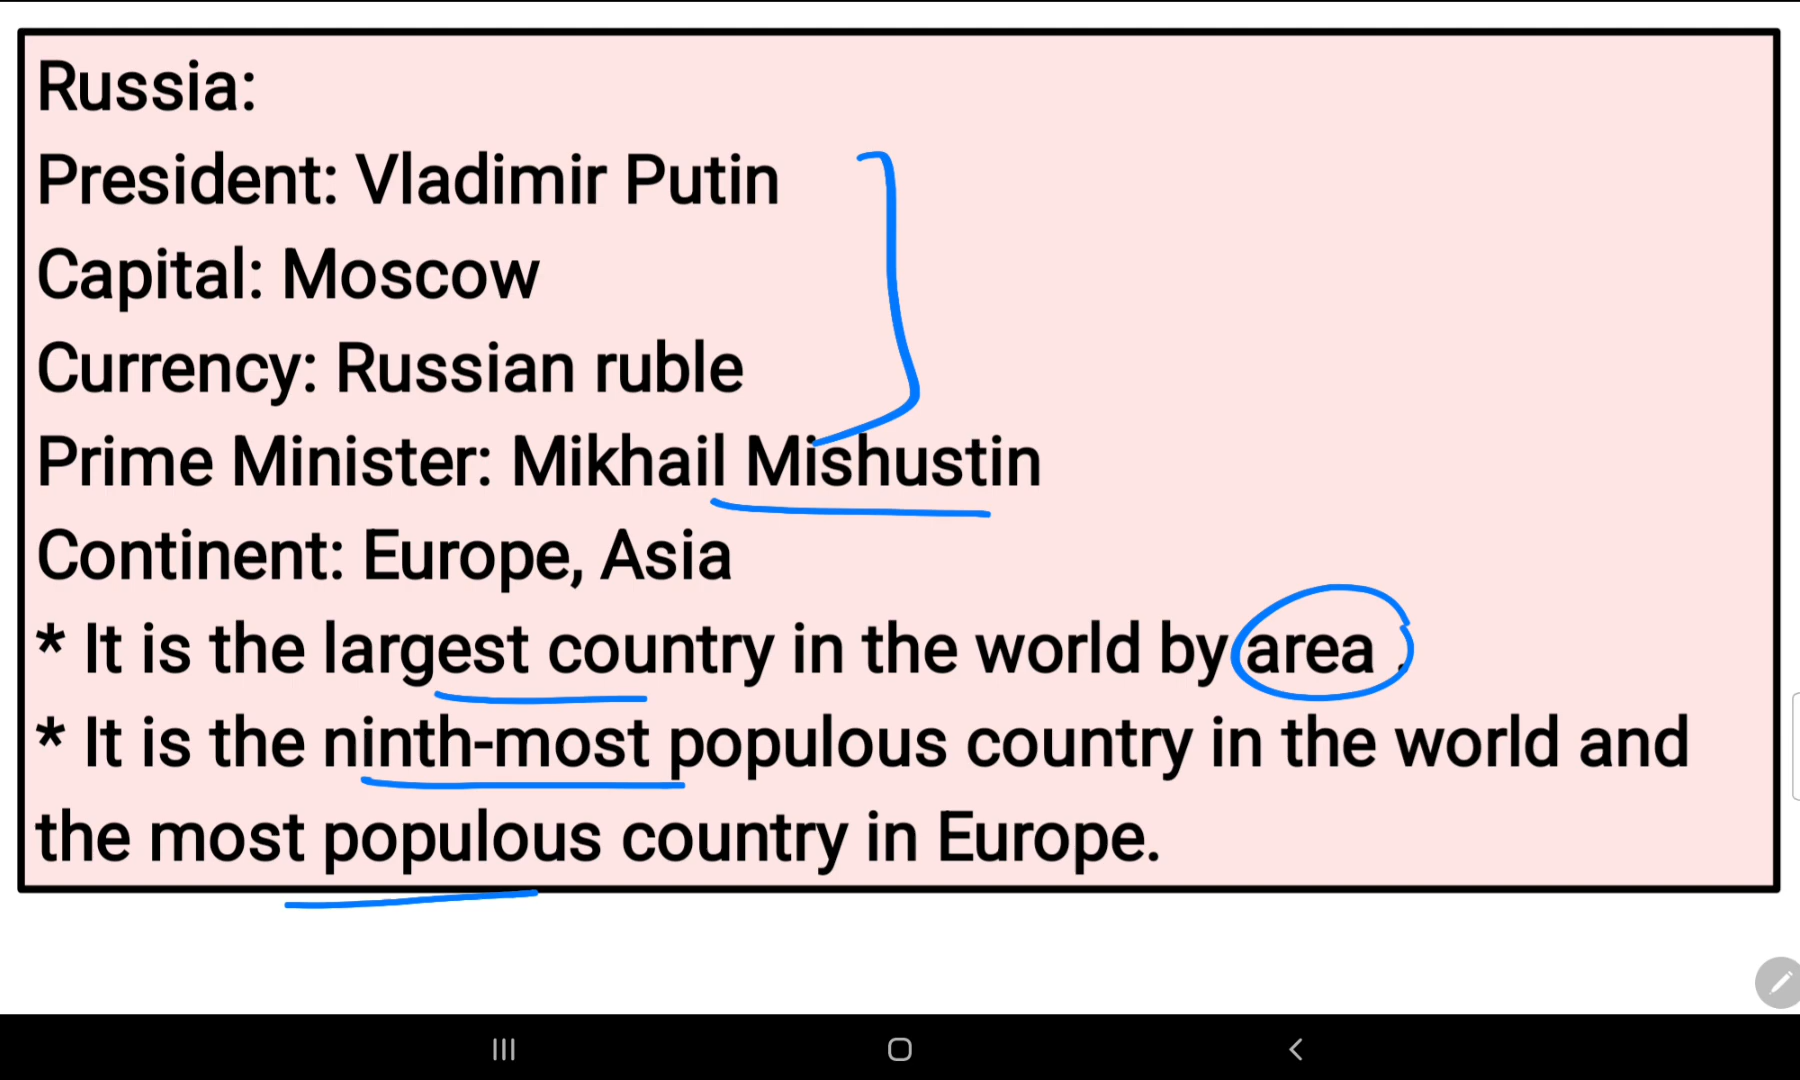 Russia:
President: Vladimir Putin
Capital: Moscow
Currency: Russian ruble
Prime Minister: Mikhail Mishustin
Continent: Europe, Asia
* It is the largest country in the world by area .
* It is the ninth-most populous country in the world and
the most populous country in Europe.